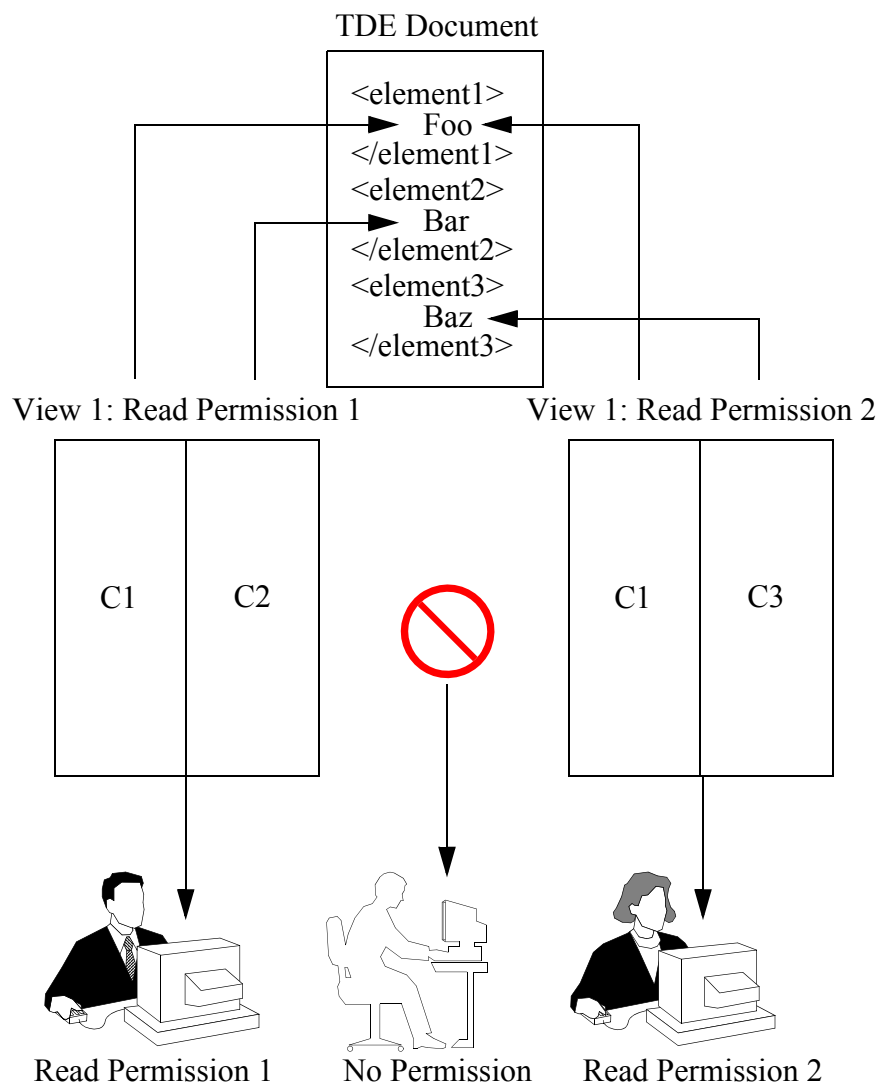 TDE Document
<element1>
Foo
</element1>
<element2>
Bar
</element2>
<element3>
Baz
</element3>
View 1: Read Permission 1
View 1: Read Permission 2
C1
C2
C1
C3
Read Permission 1
No Permission
Read Permission 2